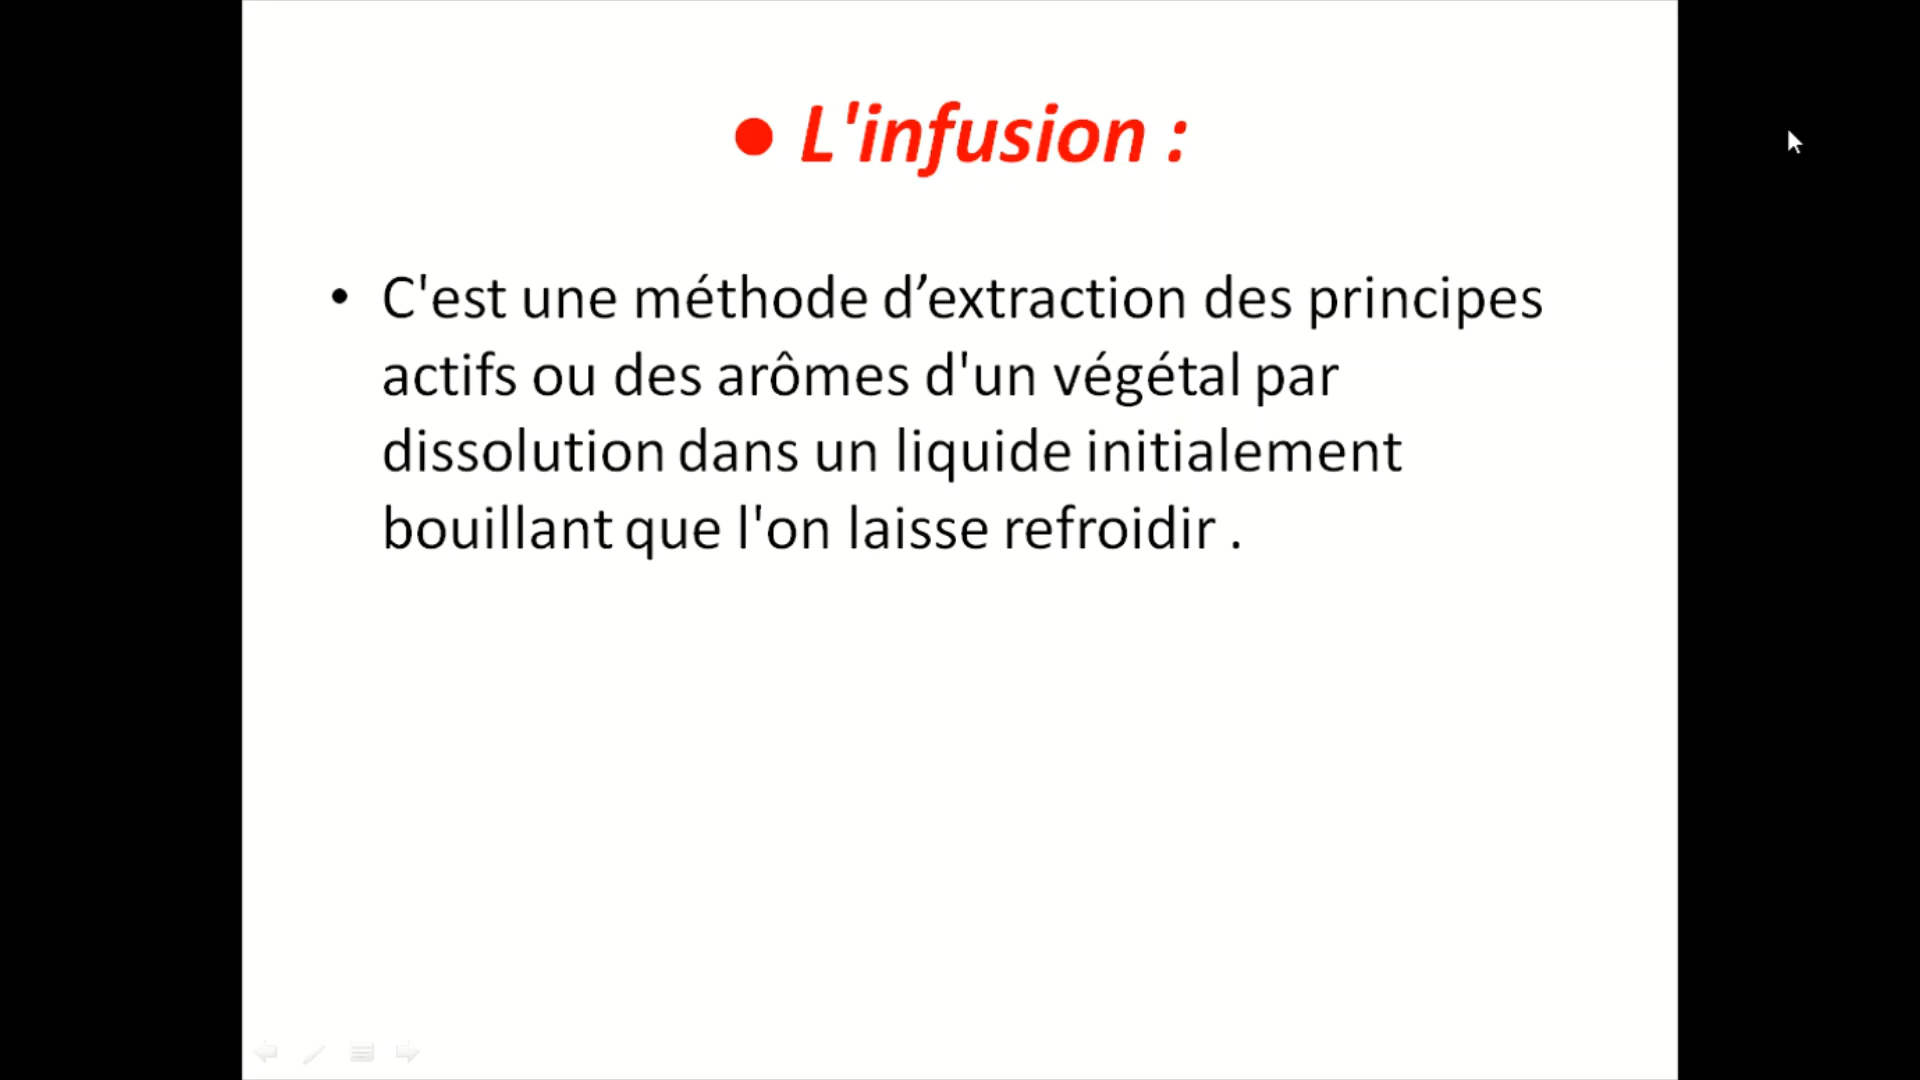 ● L'infusion :
• C'est une méthode d’extraction des principes
actifs ou des arômes d'un végétal par
dissolution dans un liquide initialement
bouillant que l'on laisse refroidir .